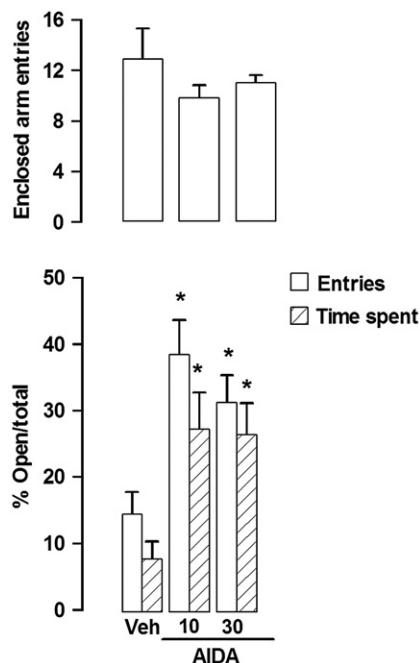 Enclosed arm entries
16
12
8
4
0
% Open/total
50
40
30
20
10
0
Entries
Time spent
*
*
*
*
Veh
10
30
AIDA